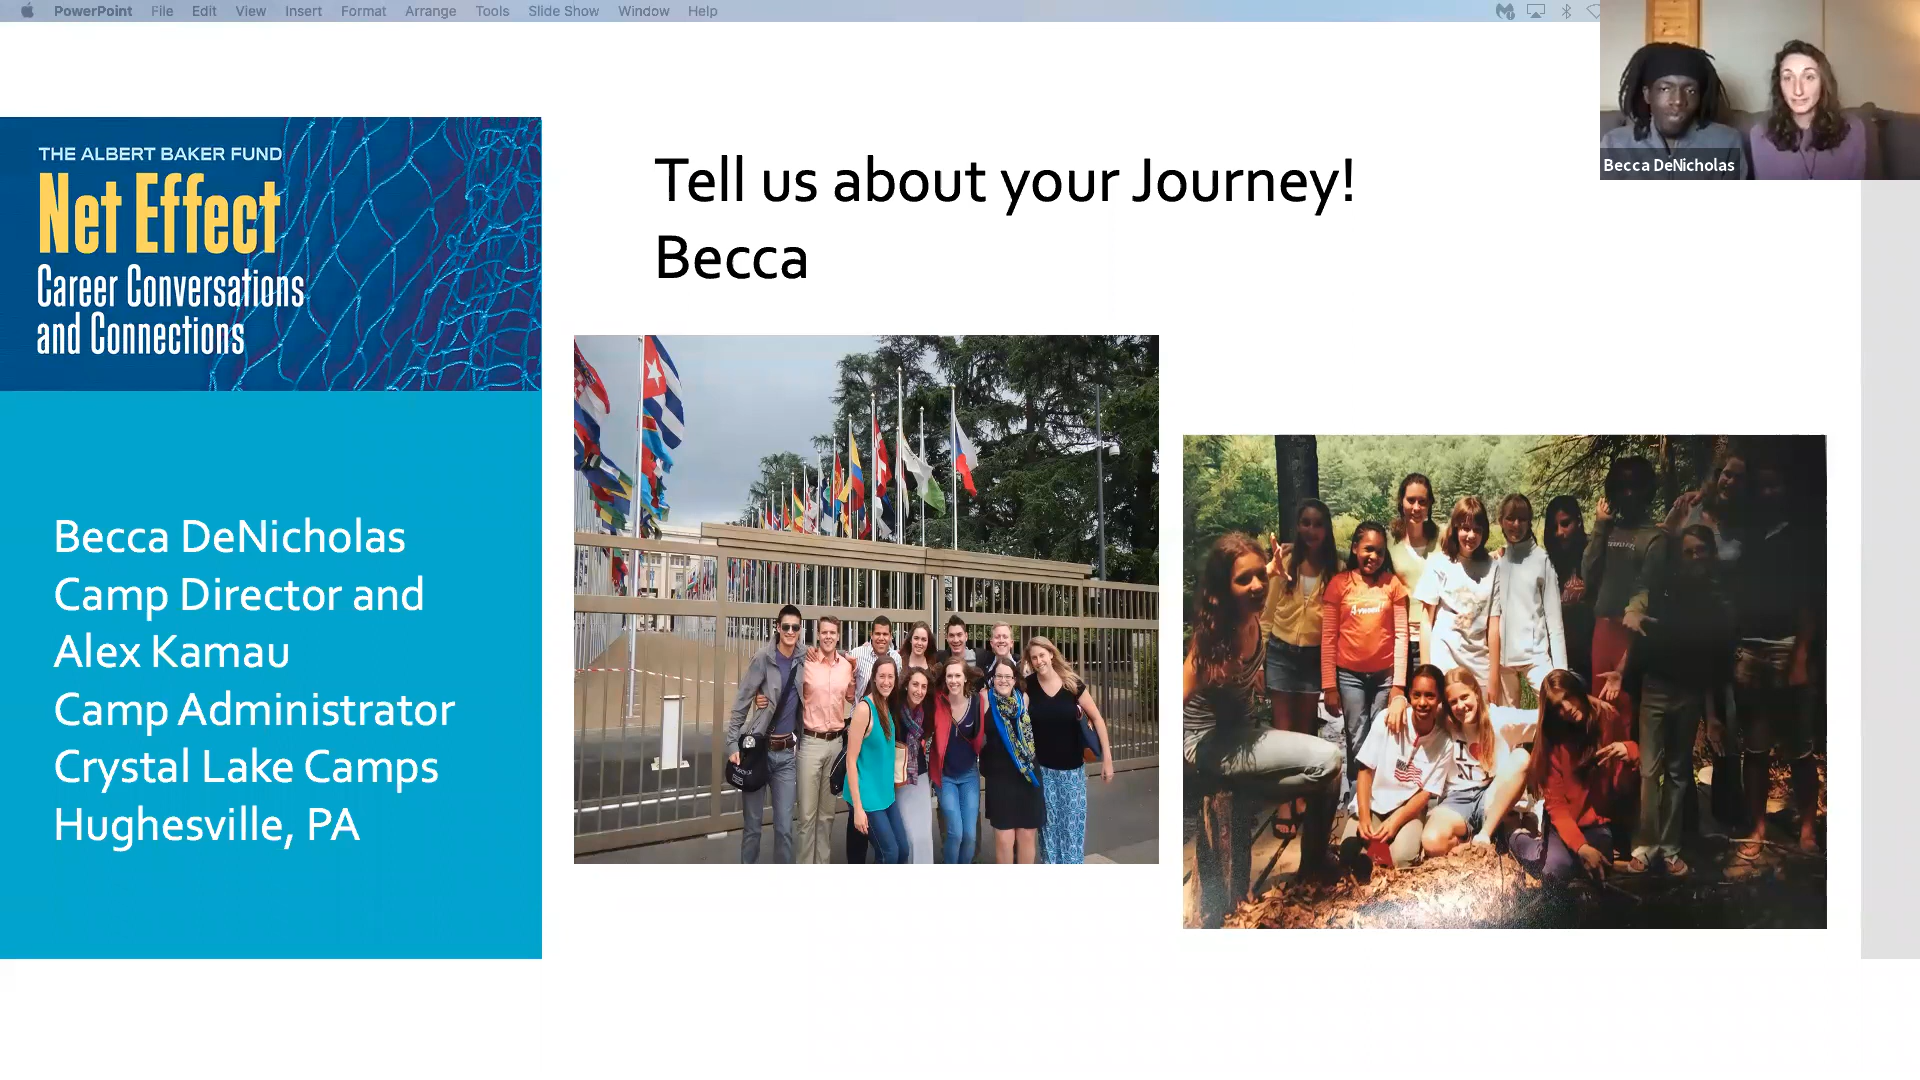 PowerPoint File Edit View Insert Format Arrange Tools Slide Show Window Help
THE ALBERT BAKER FUND
Net Effect
Career Conversations
and Connections
Becca DeNicholas
Camp Director and
Alex Kamau
Camp Administrator
Crystal Lake Camps
Hughesville, PA
Tell us about your Journey!
Becca
Becca DeNicholas